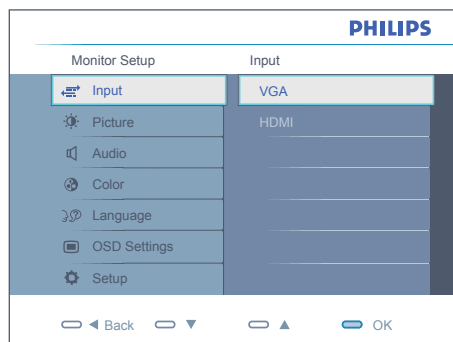 PHILIPS
Monitor Setup Input
Input VGA
Picture HDMI
Audio
Color
Language
OSD Settings
Setup
◄ Back ▼ ▲ OK